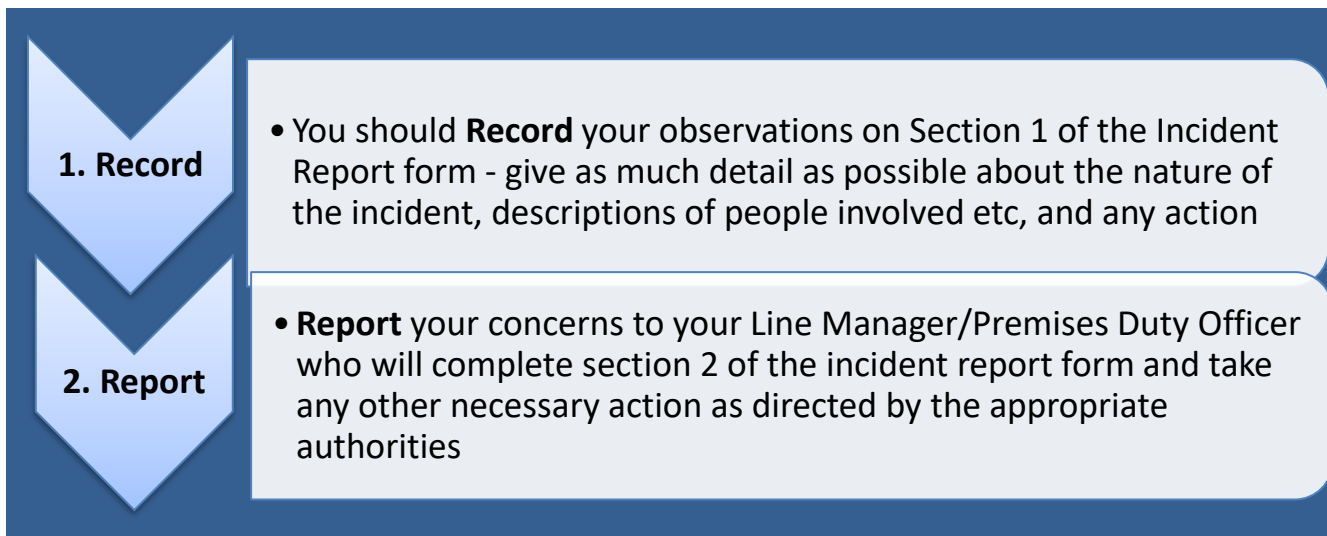 1. Record
• You should Record your observations on Section 1 of the Incident
Report form - give as much detail as possible about the nature of
the incident, descriptions of people involved etc, and any action
2. Report
• Report your concerns to your Line Manager/Premises Duty Officer
who will complete section 2 of the incident report form and take
any other necessary action as directed by the appropriate
authorities